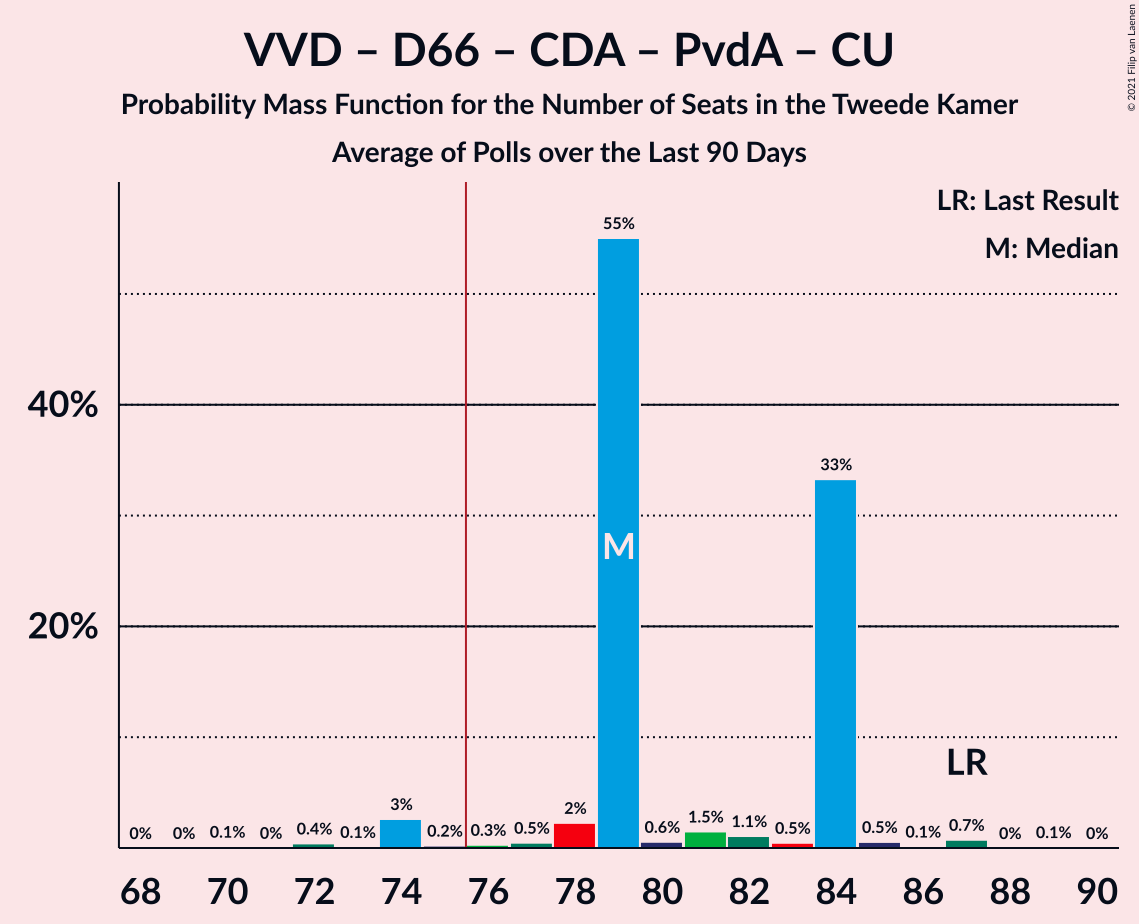 VVD – D66 – CDA – PvdA – CU
Probability Mass Function for the Number of Seats in the Tweede Kamer
Average of Polls over the Last 90 Days
© 2021 Filip van Laenen
LR: Last Result
M: Median
55%
40%
33%
M
20%
LR
0% 0% 0.1% 0% 0.4% 0.1% 3% 0.2% 0.3% 0.5% 2% 0.6% 1.5% 1.1% 0.5% 0.5% 0.1% 0.7% 0% 0.1% 0%
68 70 72 74 76 78 80 82 84 86 88 90